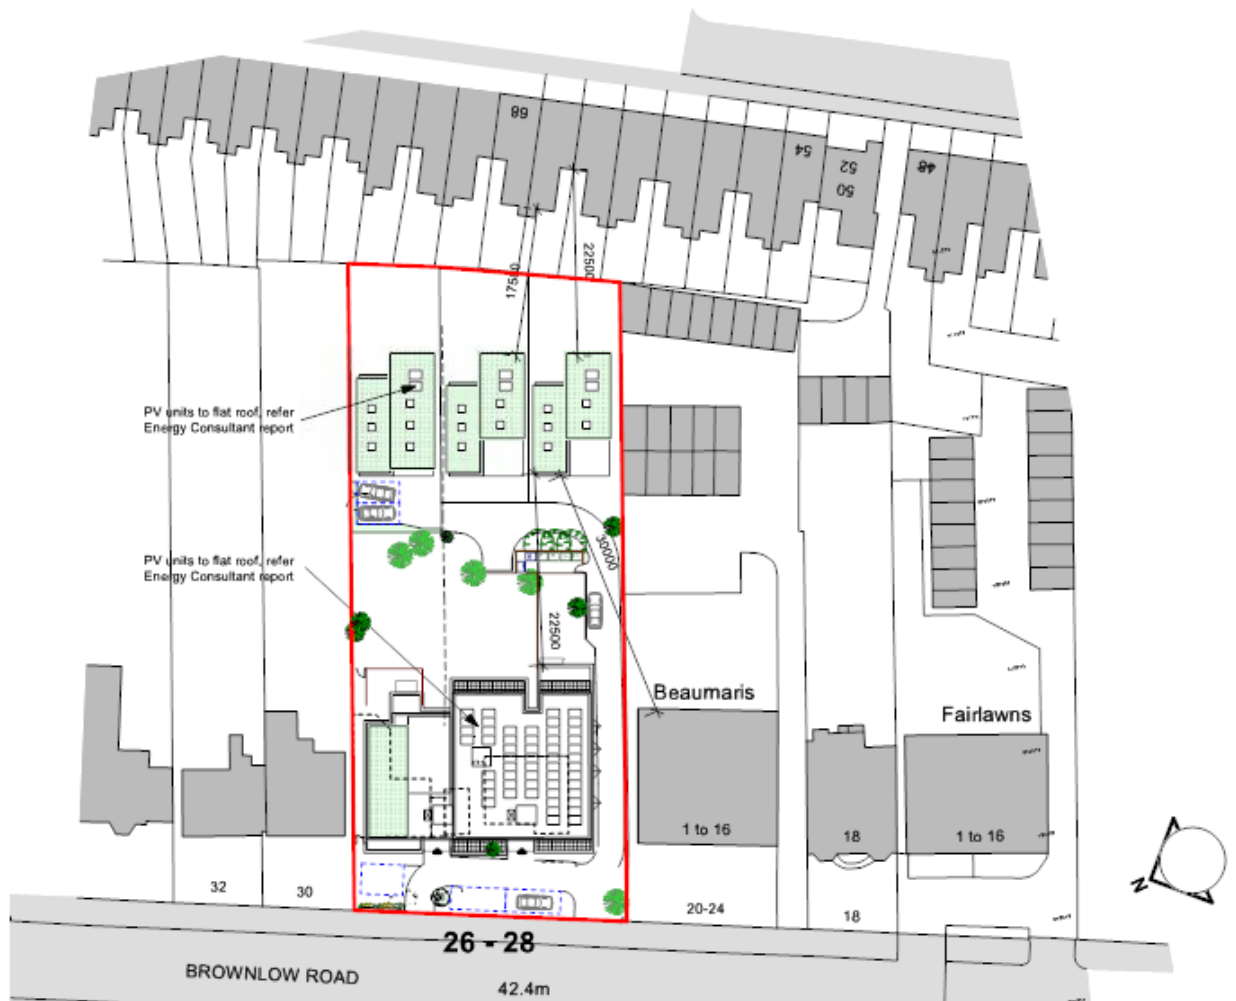 68
54
52
50
48
17500
22500
PV units to flat roof, refer
Energy Consultant report
30000
PV units to flat roof, refer
Energy Consultant report
22500
Beaumaris
Fairlawns
1 to 16
18
1 to 16
32
30
20-24
18
N
26 - 28
BROWNLOW ROAD
42.4m